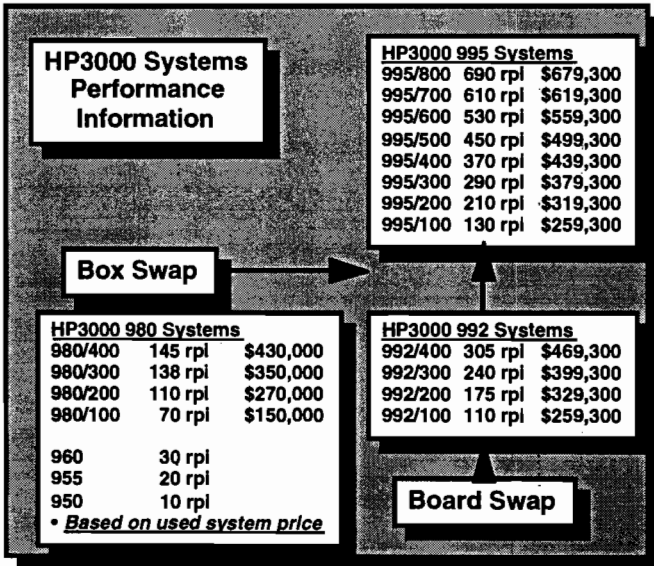 HP3000 Systems
Performance
Information
HP3000 995 Systems
995/800 690 rpi $679,300
995/700 610 rpi $619,300
995/600 530 rpi $559,300
995/500 450 rpi $499,300
995/400 370 rpi $439,300
995/300 290 rpi $379,300
995/200 210 rpi $319,300
995/100 130 rpi $259,300
Box Swap
HP3000 980 Systems
980/400 145 rpi $430,000
980/300 138 rpi $350,000
980/200 110 rpi $270,000
980/100 70 rpi $150,000
960 30 rpi
955 20 rpi
950 10 rpi
• Based on used system price
HP3000 992 Systems
992/400 305 rpi $469,300
992/300 240 rpi $399,300
992/200 175 rpi $329,300
992/100 110 rpi $259,300
Board Swap